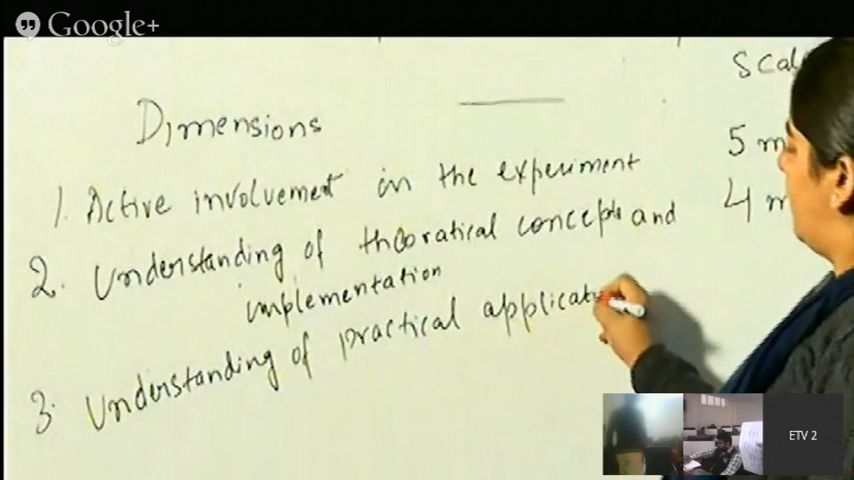 Google+
Dimensions
Scal
5 m
1. Active involvement in the experiment
4 m
2. Understanding of theoratical concepts and
implementation
3. Understanding of practical applicati
ETV 2